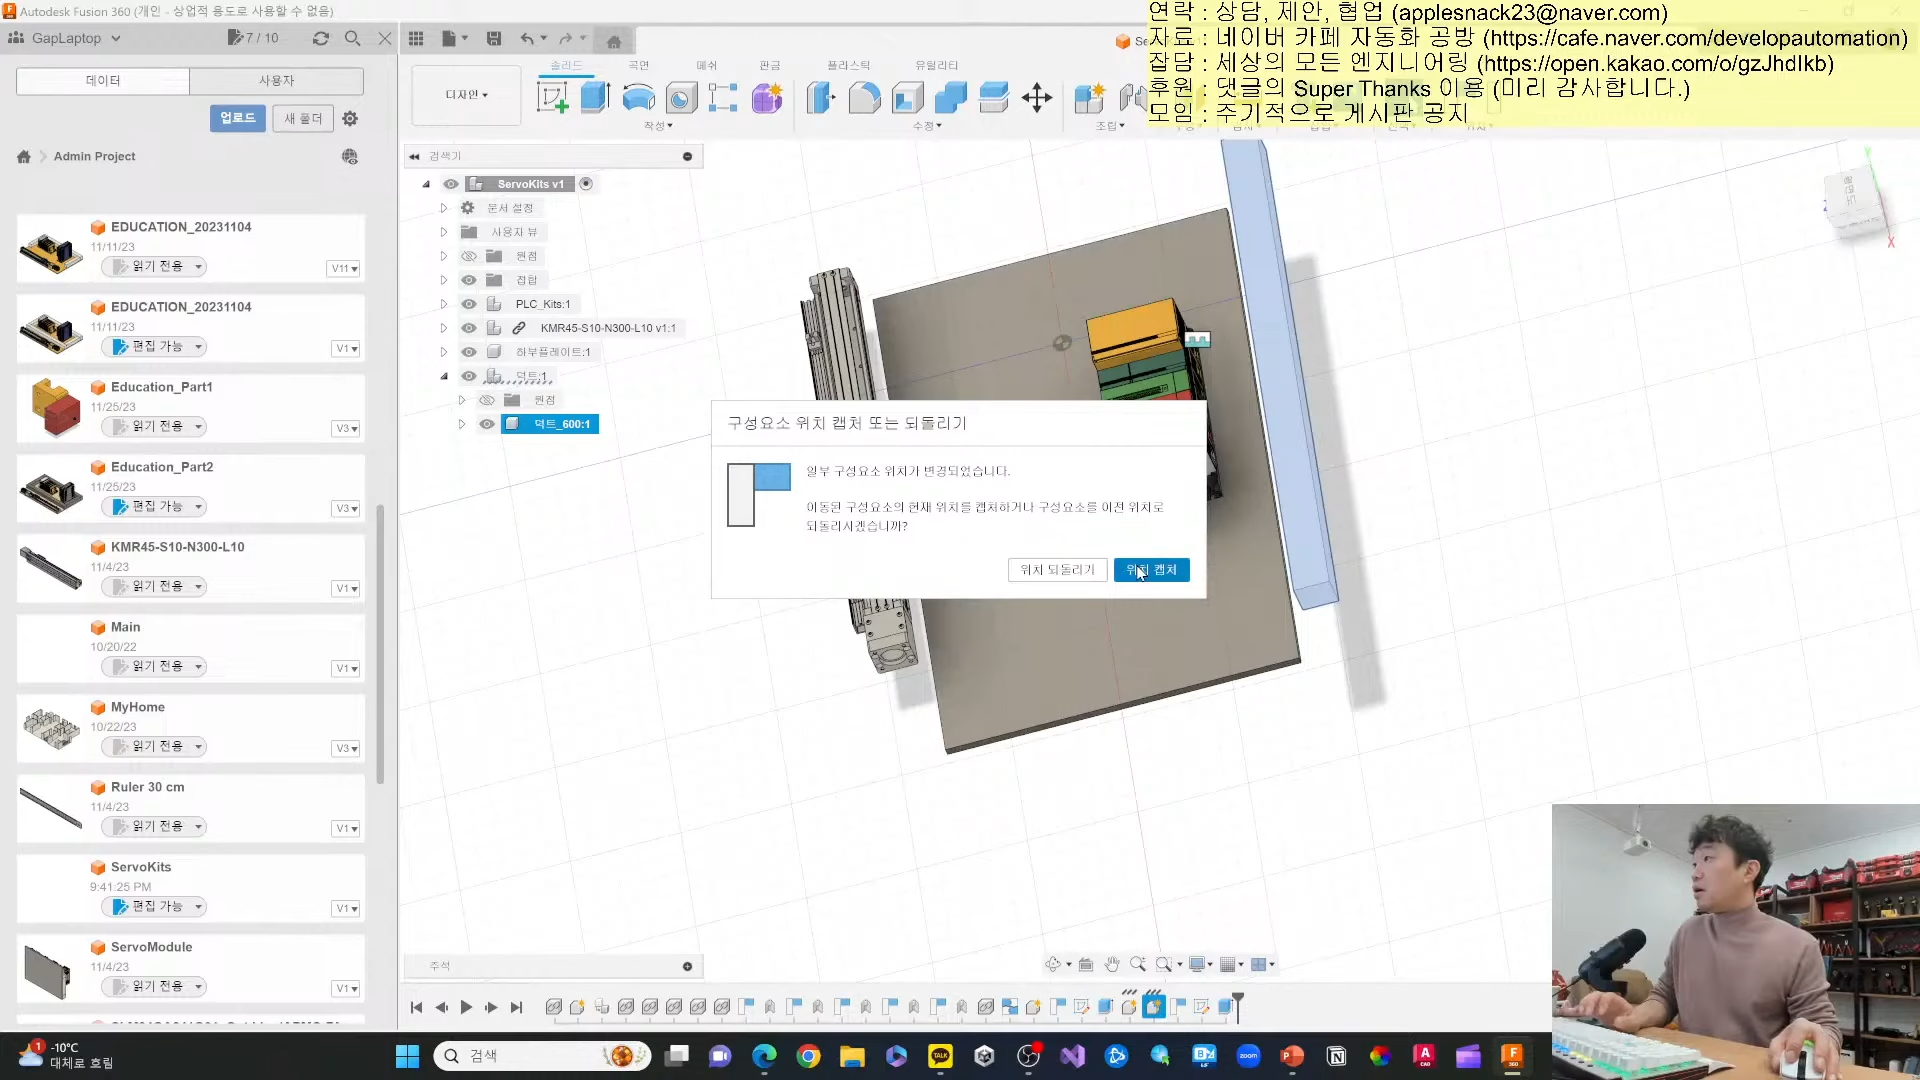 Autodesk Fusion 360 (개인 - 상업적 용도로 사용할 수 없음)
연락 : 상담, 제안, 협업 (applesnack23@naver.com)
자료 : 네이버 카페 자동화 공방 (https://cafe.naver.com/developautomation)
잡담 : 세상의 모든 엔지니어링 (https://open.kakao.com/o/gzJhdIkb)
후원 : 댓글의 Super Thanks 이용 (미리 감사합니다.)
모임 : 주기적으로 게시판 공지
GapLaptop
7 / 10
데이터
사용자
업로드
새 폴더
Admin Project
솔리드
곡면
메쉬
판금
플라스틱
유틸리티
디자인
작성
수정
조립
검색기
ServoKits v1
문서 설정
사용자 뷰
원점
접합
PLC_Kits:1
KMR45-S10-N300-L10 v1:1
하부플레이트:1
덕트:1
원점
덕트_600:1
EDUCATION_20231104
11/11/23
읽기 전용
V11
EDUCATION_20231104
11/11/23
편집 가능
V1
Education_Part1
11/25/23
읽기 전용
V3
Education_Part2
11/25/23
편집 가능
V3
KMR45-S10-N300-L10
11/4/23
읽기 전용
V1
Main
10/20/22
읽기 전용
V1
MyHome
10/22/23
읽기 전용
V3
Ruler 30 cm
11/4/23
읽기 전용
V1
ServoKits
9:41:25 PM
편집 가능
V1
ServoModule
11/4/23
읽기 전용
V1
구성요소 위치 캡처 또는 되돌리기
일부 구성요소 위치가 변경되었습니다.
이동된 구성요소의 현재 위치를 캡처하거나 구성요소를 이전 위치로
되돌리시겠습니까?
위치 되돌리기
위치 캡처
Y
Z
X
주석
-10°C
대체로 흐림
검색
TALK
zoom